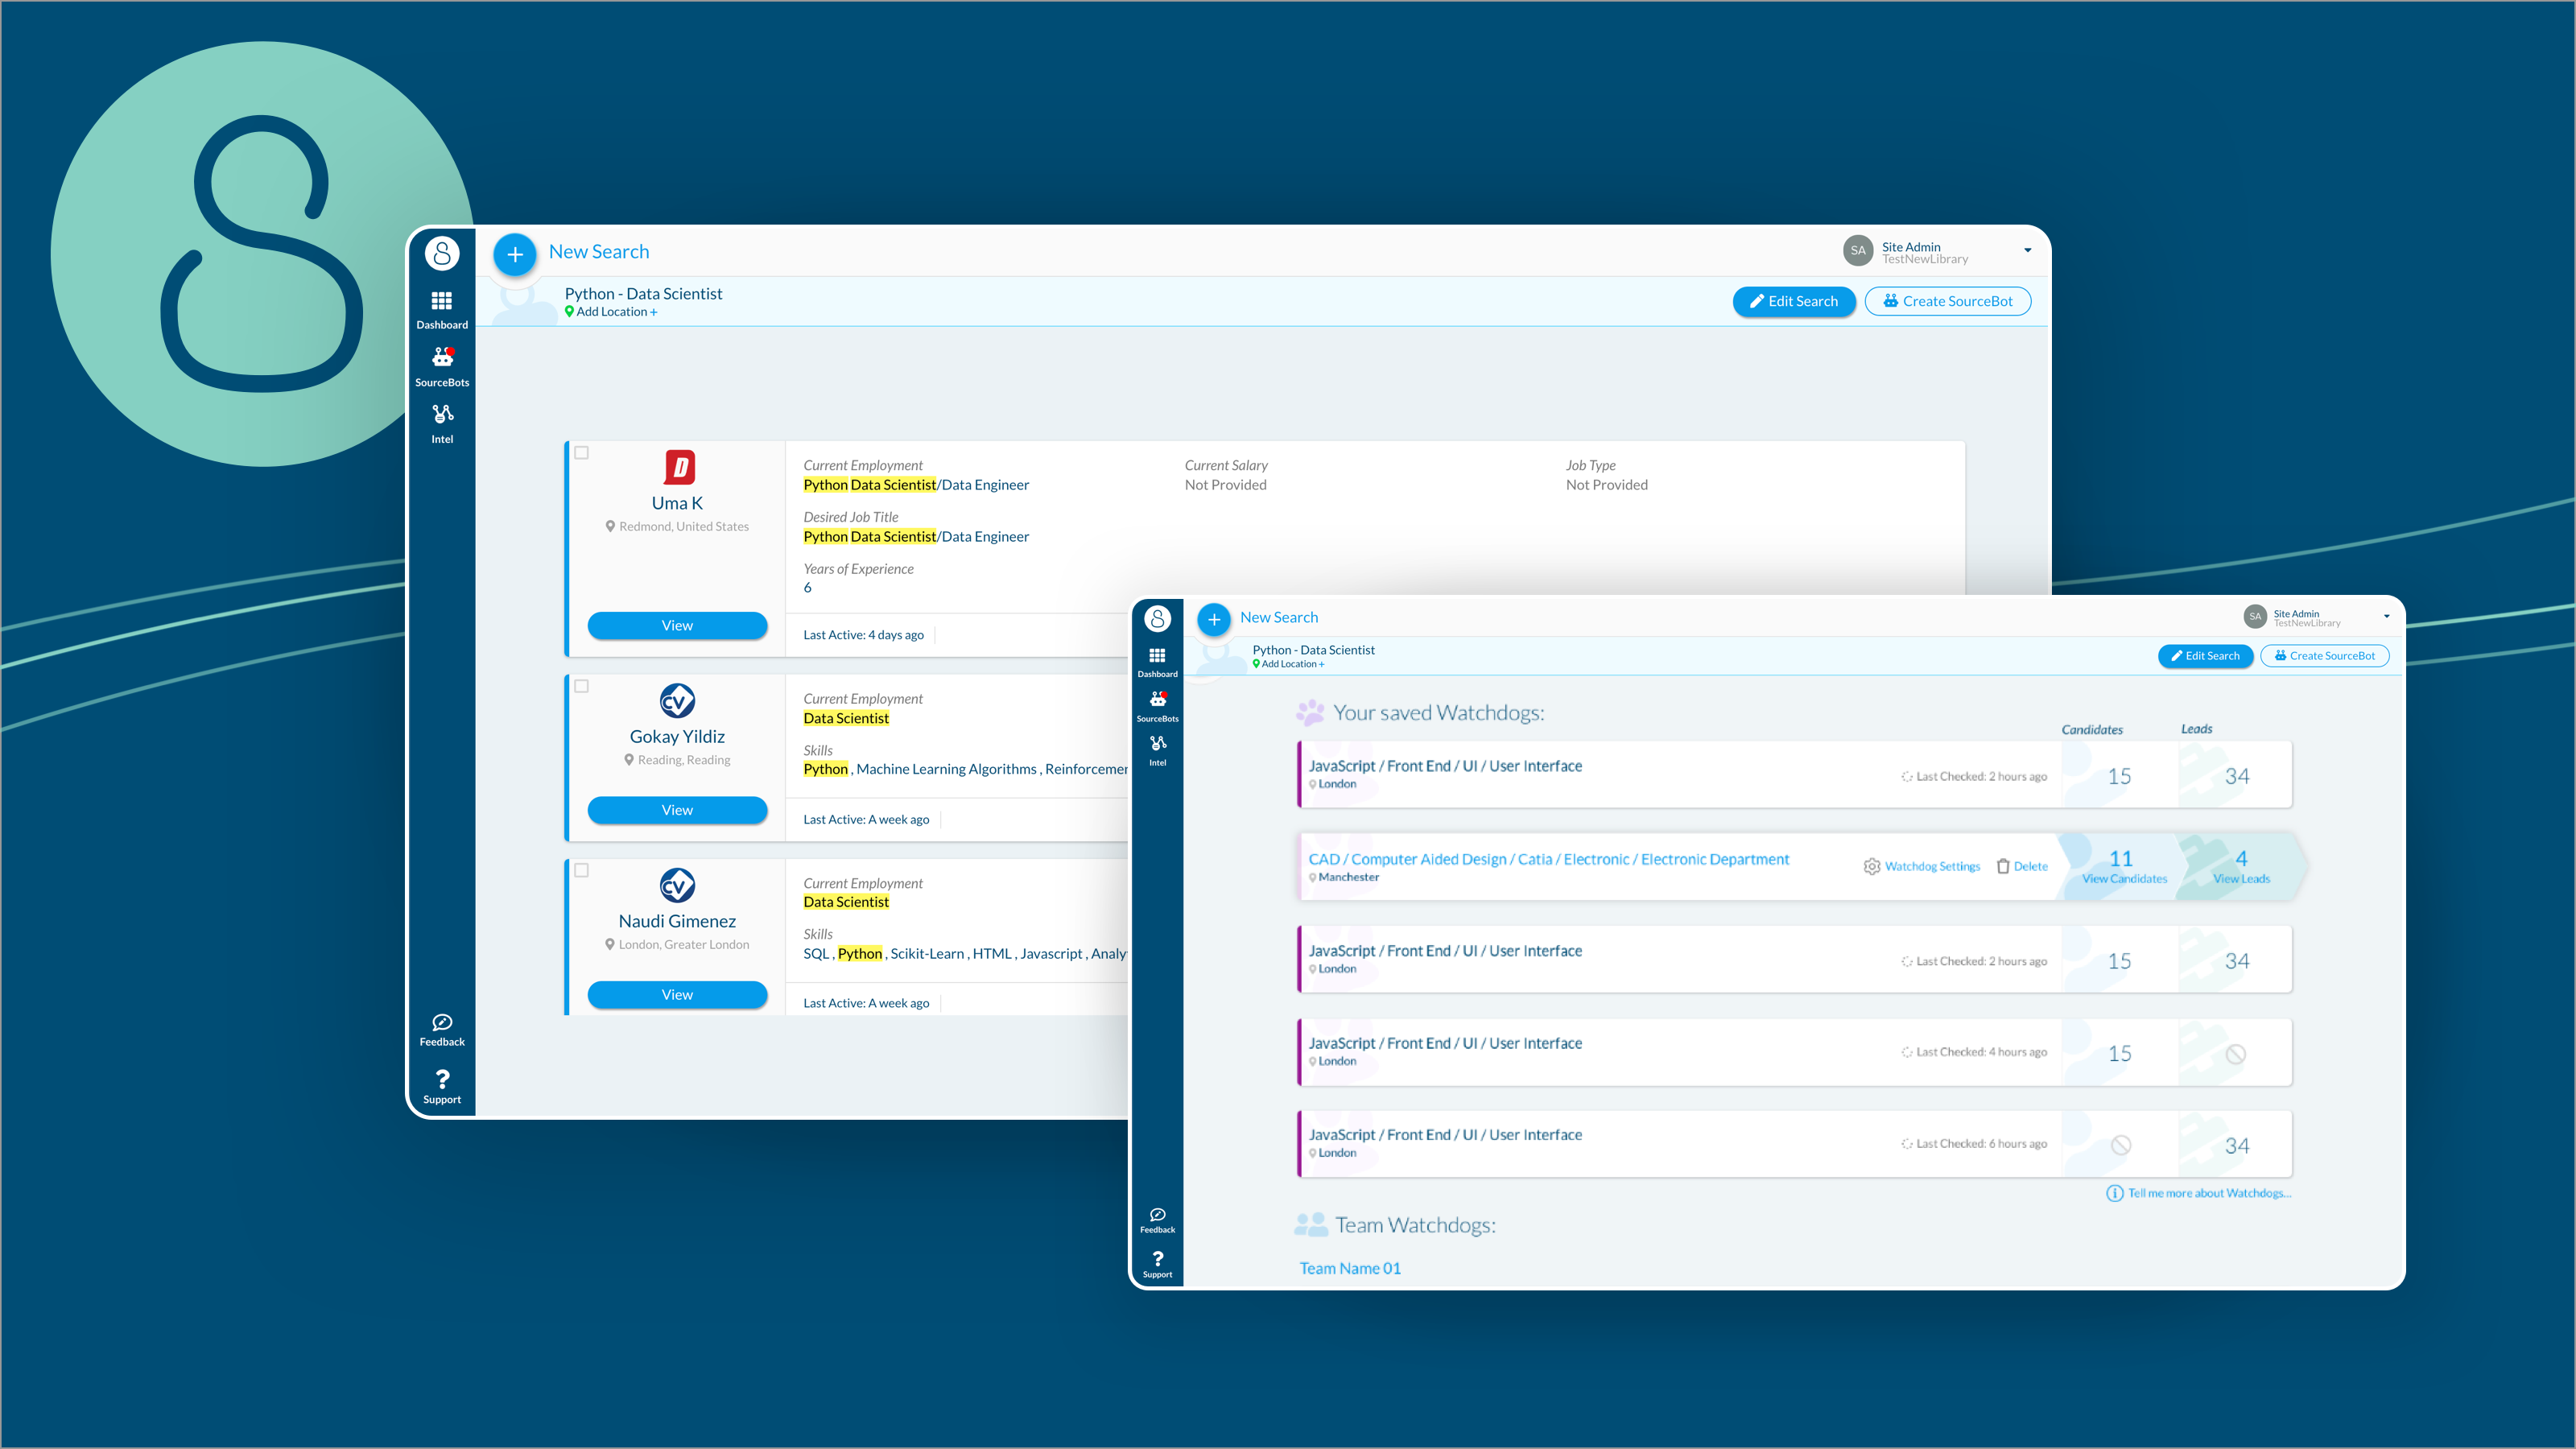 New Search
SA
Site Admin
TestNewLibrary
Python - Data Scientist
Add Location +
Edit Search
Create SourceBot
Dashboard
SourceBots
Intel
Feedback
Support
D
Uma K
Redmond, United States
View
Current Employment
Python Data Scientist/Data Engineer
Current Salary
Not Provided
Job Type
Not Provided
Desired Job Title
Python Data Scientist/Data Engineer
Years of Experience
6
Last Active: 4 days ago
CV
Gokay Yildiz
Reading, Reading
View
Current Employment
Data Scientist
Skills
Python , Machine Learning Algorithms ,
Last Active: A week ago
CV
Naudi Gimenez
London, Greater London
View
Current Employment
Data Scientist
Skills
SQL , Python , Scikit-Learn , HTML , Javascript ,
Last Active: A week ago
New Search
SA
Site Admin
TestNewLibrary
Python - Data Scientist
Add Location +
Edit Search
Create SourceBot
Dashboard
SourceBots
Intel
Feedback
Support
Your saved Watchdogs:
Candidates
Leads
JavaScript / Front End / UI / User Interface
London
Last Checked: 2 hours ago
15
34
CAD / Computer Aided Design / Catia / Electronic / Electronic Department
Manchester
Watchdog Settings
Delete
11
View Candidates
4
View Leads
JavaScript / Front End / UI / User Interface
London
Last Checked: 2 hours ago
15
34
JavaScript / Front End / UI / User Interface
London
Last Checked: 4 hours ago
15
JavaScript / Front End / UI / User Interface
London
Last Checked: 6 hours ago
34
Tell me more about Watchdogs...
Team Watchdogs:
Team Name 01